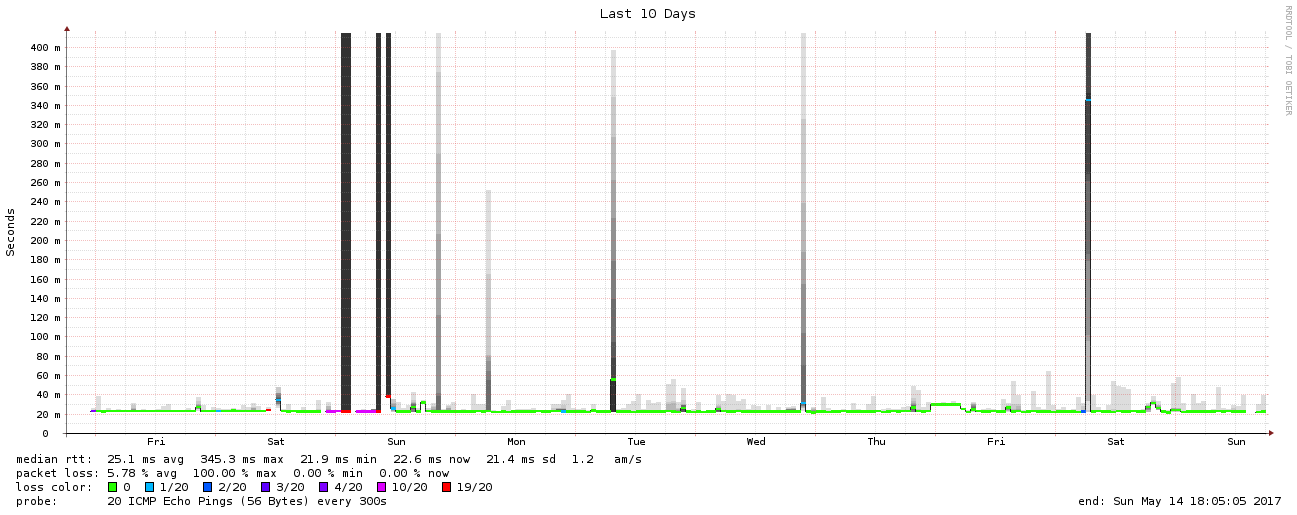 Last 10 Days
RRDTOOL / TOBI OETIKER
Seconds
400 m
380 m
360 m
340 m
320 m
300 m
280 m
260 m
240 m
220 m
200 m
180 m
160 m
140 m
120 m
100 m
80 m
60 m
40 m
20 m
0
Fri Sat Sun Mon Tue Wed Thu Fri Sat Sun
median rtt: 25.1 ms avg 345.3 ms max 21.9 ms min 22.6 ms now 21.4 ms sd 1.2 am/s
packet loss: 5.78 % avg 100.00 % max 0.00 % min 0.00 % now
loss color: 0 1/20 2/20 3/20 4/20 10/20 19/20
probe: 20 ICMP Echo Pings (56 Bytes) every 300s end: Sun May 14 18:05:05 2017